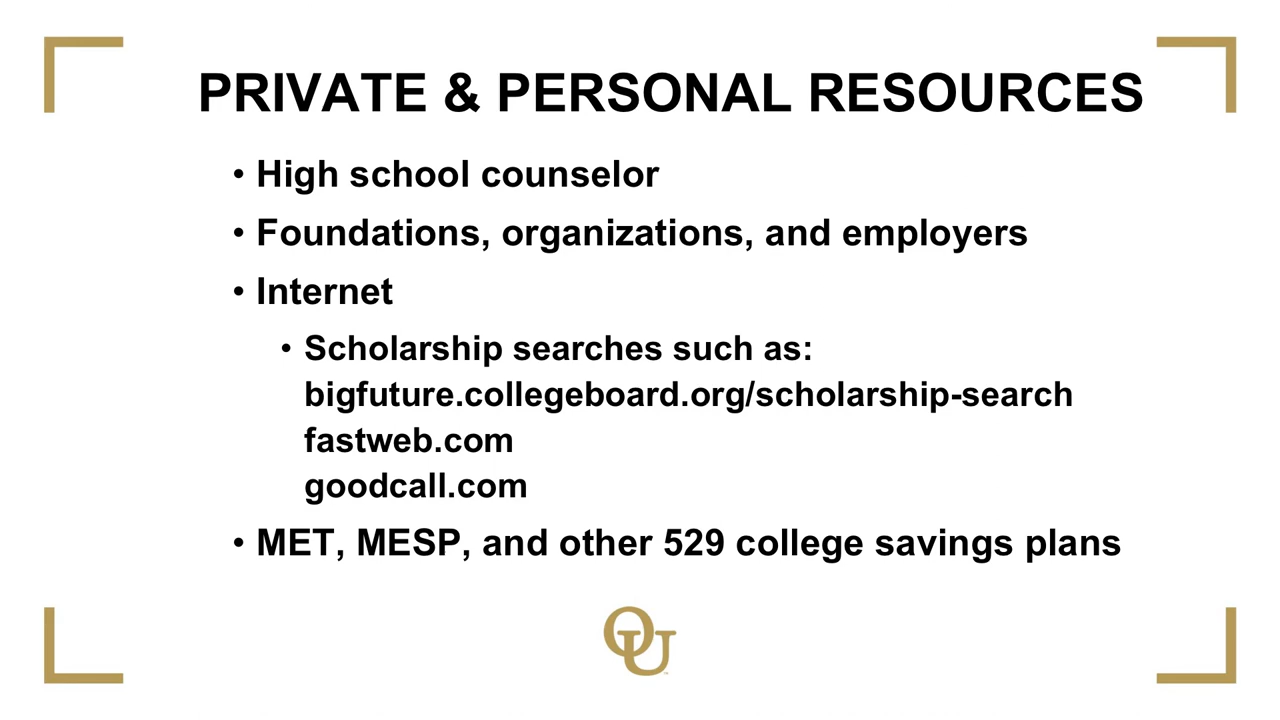 PRIVATE & PERSONAL RESOURCES
• High school counselor
• Foundations, organizations, and employers
• Internet
• Scholarship searches such as:
bigfuture.collegeboard.org/scholarship-search
fastweb.com
goodcall.com
• MET, MESP, and other 529 college savings plans
OU